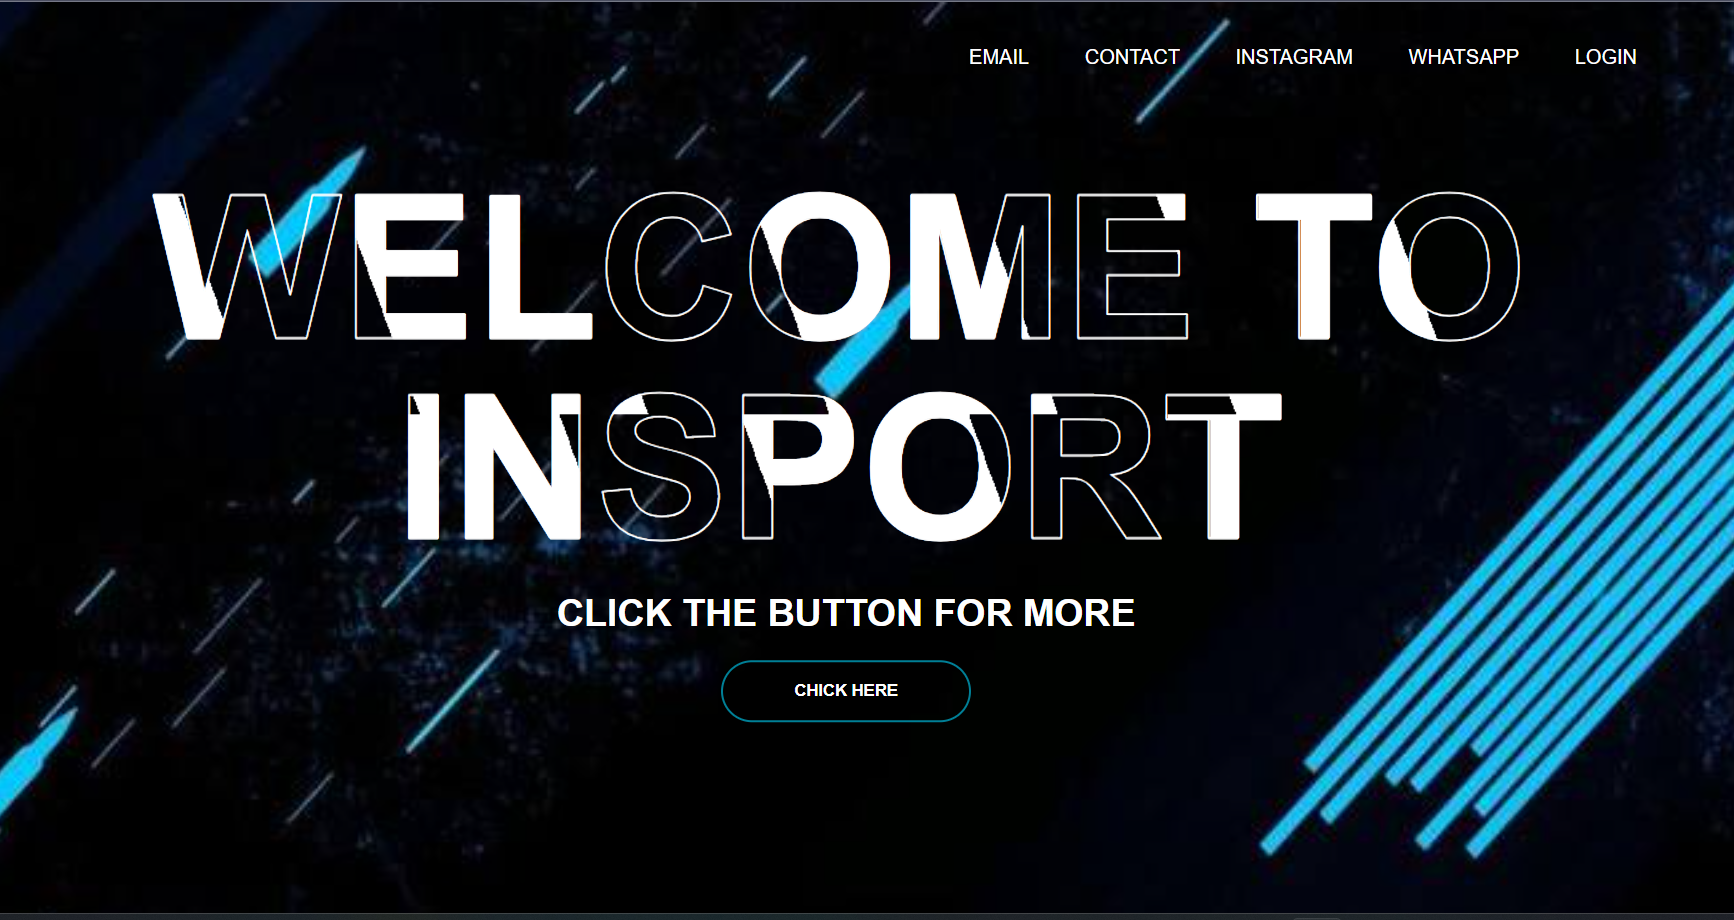 EMAIL CONTACT INSTAGRAM WHATSAPP LOGIN
WELCOME TO
INSPORT
CLICK THE BUTTON FOR MORE
CHICK HERE